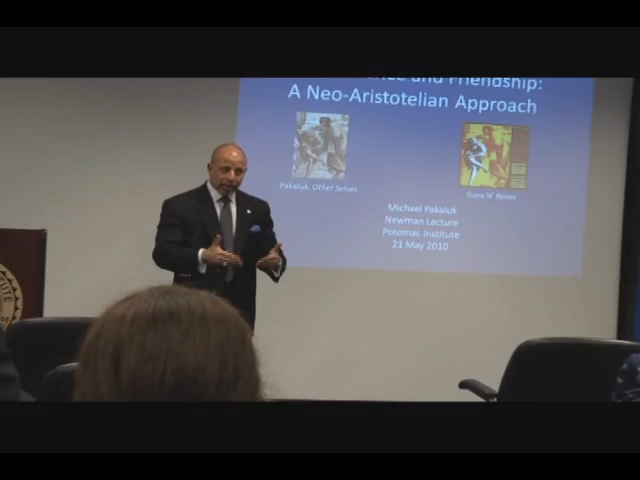 and Friendship:
A Neo-Aristotelian Approach
Pakaluk, Other Selves
Guns N' Roses
Michael Pakaluk
Newman Lecture
Potomac Institute
21 May 2010